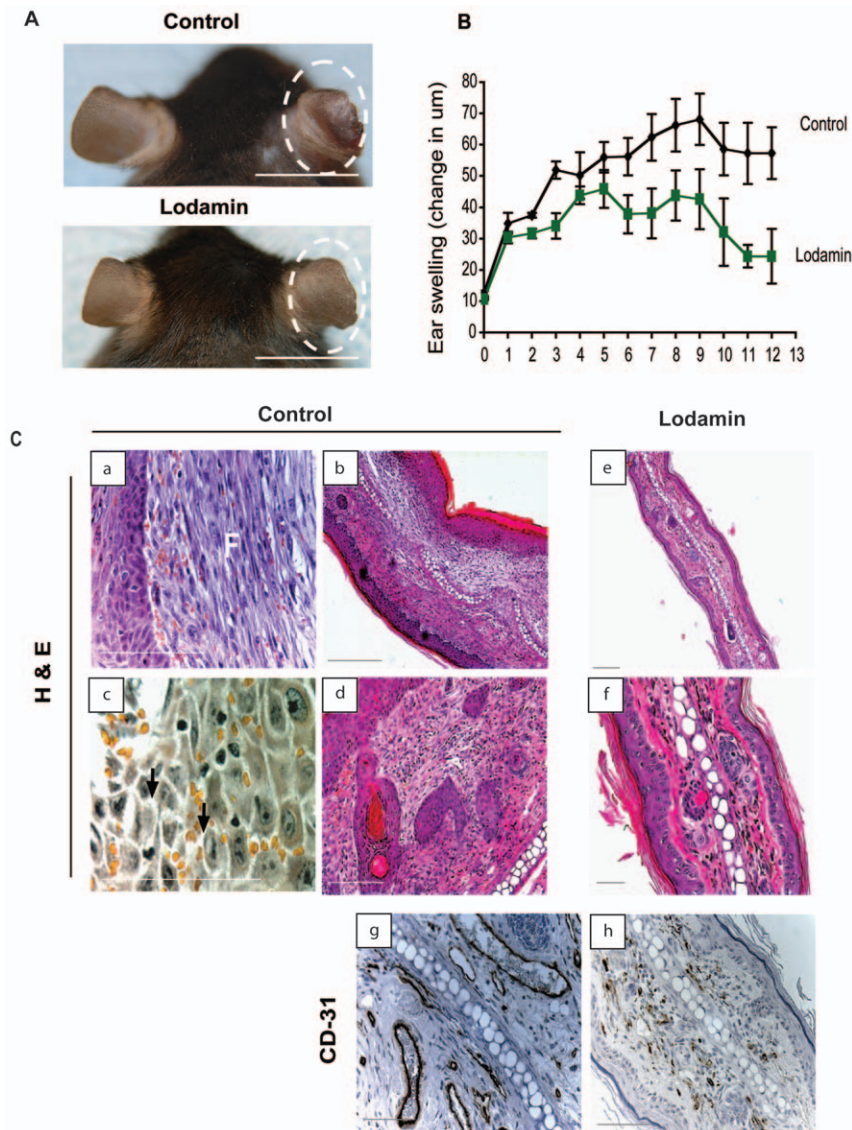 A
Control
Lodamin
B
Ear swelling (change in um)
80
70
60
50
40
30
20
10
0
1
2
3
4
5
6
7
8
9
10
11
12
13
Control
Lodamin
C
Control
Lodamin
H & E
a
F
b
e
c
d
f
CD-31
g
h